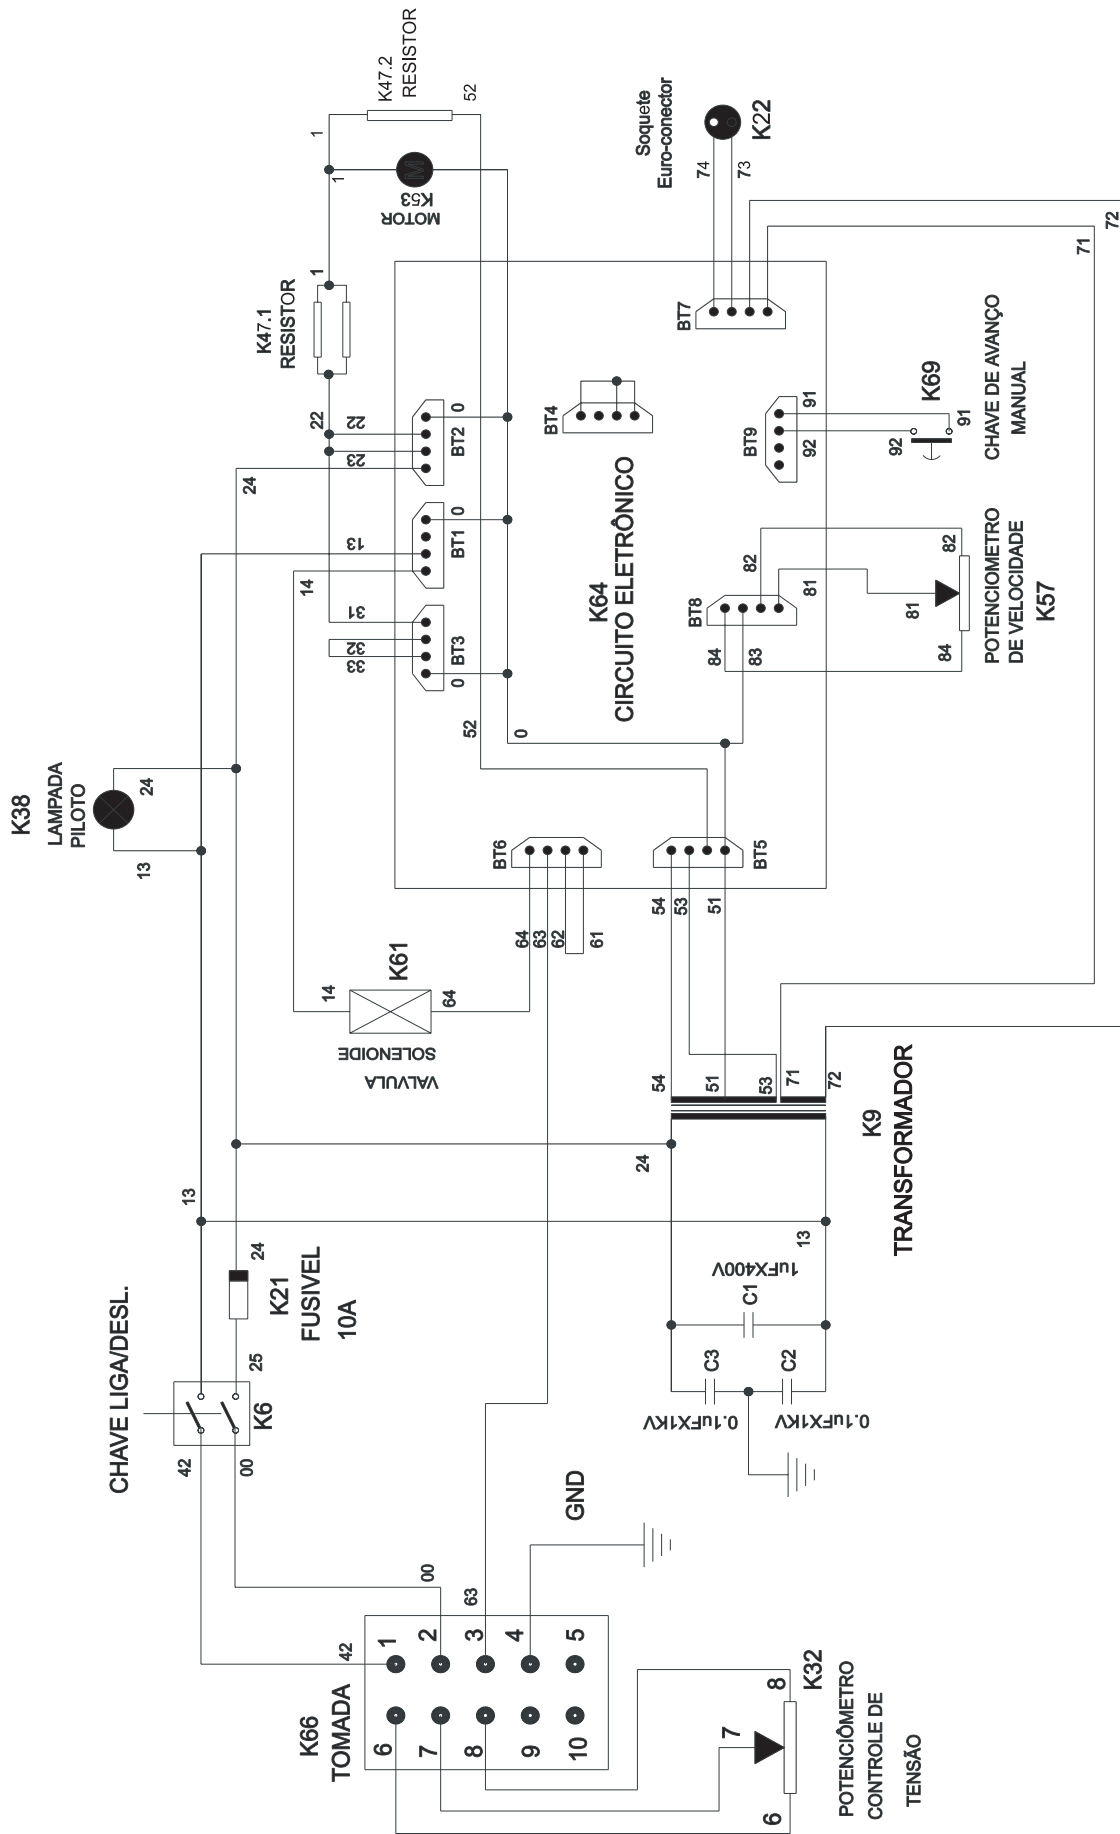 CHAVE LIGA/DESL.
K6
42
00
25
K21
FUSIVEL
10A
24
13
K38
LAMPADA
PILOTO
13
24
24
K66
TOMADA
42
00
63
1
2
3
4
5
6
7
8
9
10
GND
6
7
8
K32
POTENCIÔMETRO
CONTROLE DE
TENSÃO
0.1uFX1KV
0.1uFX1KV
C3
C2
C1
1uFX400V
24
13
K9
TRANSFORMADOR
54
51
53
71
72
VALVULA
SOLENOIDE
K61
14
64
14
64
63
62
61
BT6
54
53
51
BT5
K64
CIRCUITO ELETRÔNICO
52
0
BT3
0
33
32
31
BT1
13
0
BT2
23
22
0
22
K47.1
RESISTOR
1
MOTOR
K53
M
1
1
K47.2
RESISTOR
52
BT4
BT8
84
83
82
81
84
81
82
POTENCIOMETRO
DE VELOCIDADE
K57
BT9
92
91
92
91
K69
CHAVE DE AVANÇO
MANUAL
BT7
74
73
Soquete
Euro-conector
K22
71
72